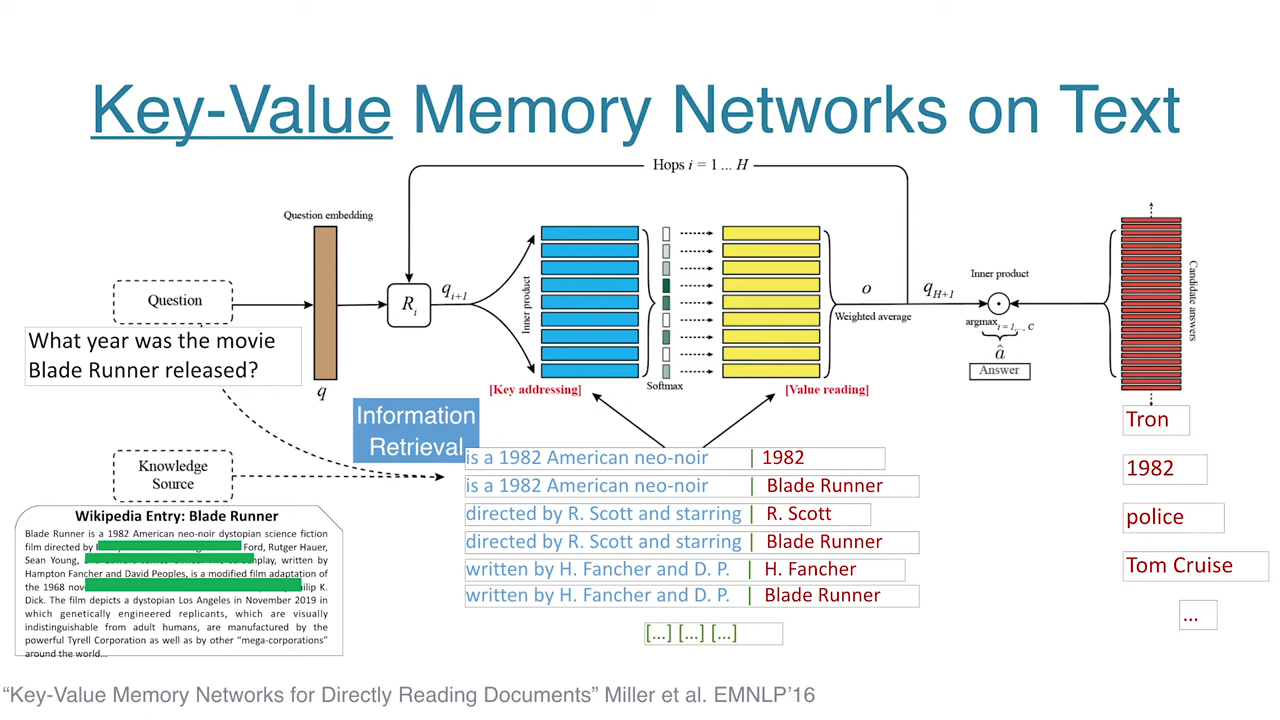 Key-Value Memory Networks on Text
Hops i = 1 ... H
Question embedding
Question
What year was the movie
Blade Runner released?
q
R_i
q_{i+1}
Inner product
[Key addressing]
Softmax
[Value reading]
o
Weighted average
q_{H+1}
Inner product
argmax_{i = 1,..., C}
â
Answer
Candidate answers
Tron
1982
police
Tom Cruise
...
Information
Retrieval
Knowledge
Source
is a 1982 American neo-noir | 1982
is a 1982 American neo-noir | Blade Runner
directed by R. Scott and starring | R. Scott
directed by R. Scott and starring | Blade Runner
written by H. Fancher and D. P. | H. Fancher
written by H. Fancher and D. P. | Blade Runner
[...] [...] [...]
Wikipedia Entry: Blade Runner
Blade Runner is a 1982 American neo-noir dystopian science fiction
film directed by Ford, Rutger Hauer,
Sean Young, written by
Hampton Fancher and David Peoples, is a modified film adaptation of
the 1968 K.
Dick. The film depicts a dystopian Los Angeles in November 2019 in
which genetically engineered replicants, which are visually
indistinguishable from adult humans, are manufactured by the
powerful Tyrell Corporation as well as by other "mega-corporations"
around the world...
"Key-Value Memory Networks for Directly Reading Documents" Miller et al. EMNLP'16